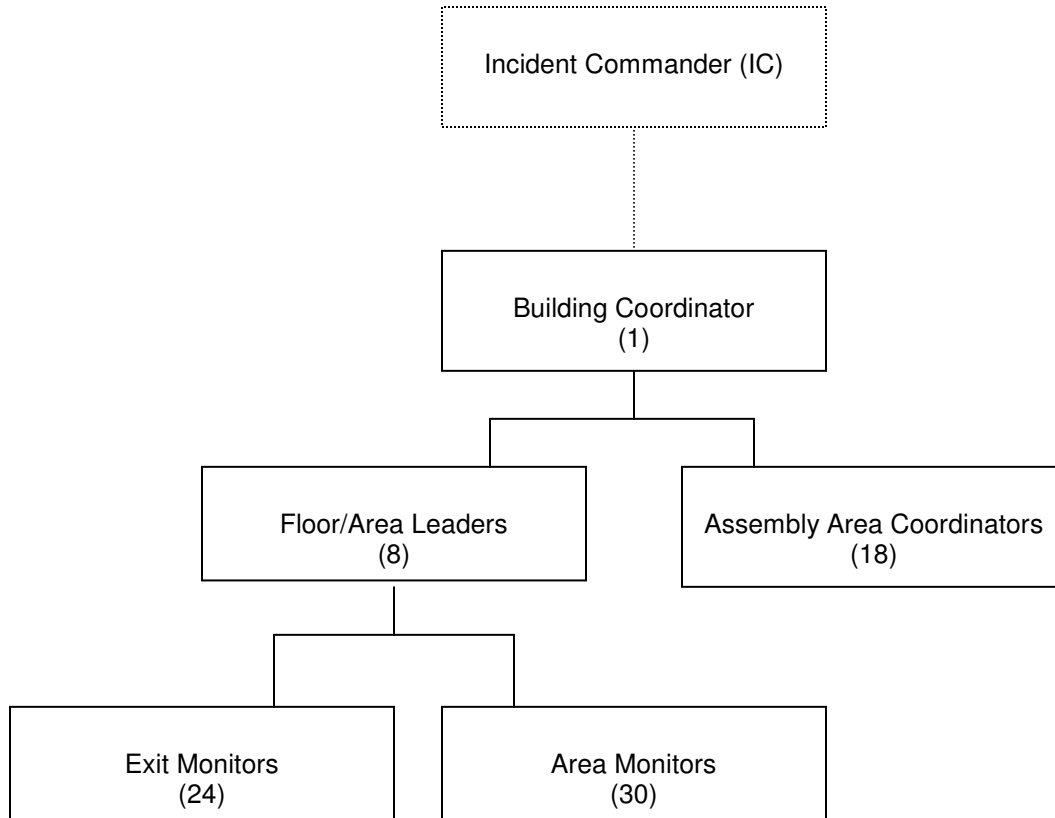 Incident Commander (IC)
Building Coordinator
(1)
Floor/Area Leaders
(8)
Assembly Area Coordinators
(18)
Exit Monitors
(24)
Area Monitors
(30)